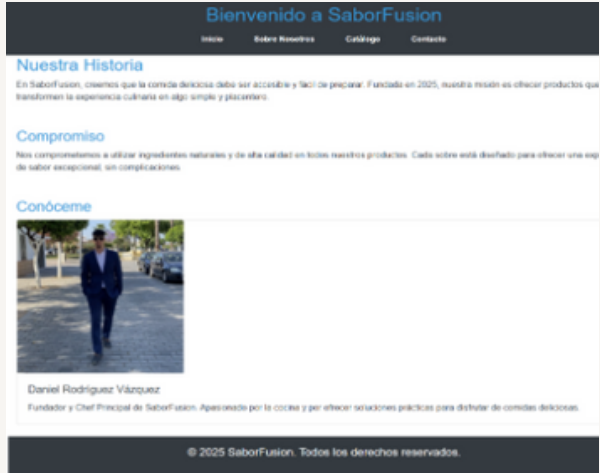 Bienvenido a SaborFusion
Inicio Sobre Nosotros Catálogo Contacto
Nuestra Historia
En SaborFusion, creemos que la comida deliciosa debe ser accesible y fácil de preparar. Fundada en 2025, nuestra misión es ofrecer productos que
transformen la experiencia culinaria en algo simple y placentero.
Compromiso
Nos comprometemos a utilizar ingredientes naturales y de alta calidad en todos nuestros productos. Cada sobre está diseñado para ofrecer una exp
de sabor excepcional, sin complicaciones
Conóceme
Daniel Rodríguez Vázquez
Fundador y Chef Principal de SaborFusion. Apasionado por la cocina y por ofrecer soluciones prácticas para disfrutar de comidas deliciosas.
© 2025 SaborFusion. Todos los derechos reservados.